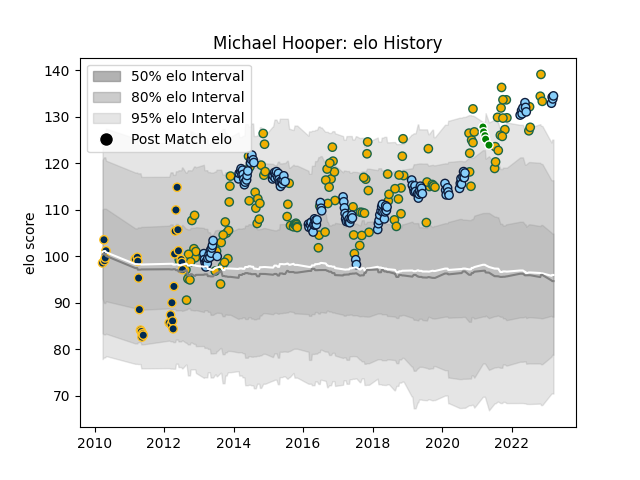 Michael Hooper: elo History
50% elo Interval
80% elo Interval
95% elo Interval
Post Match elo
elo score
140
130
120
110
100
90
80
70
2010
2012
2014
2016
2018
2020
2022